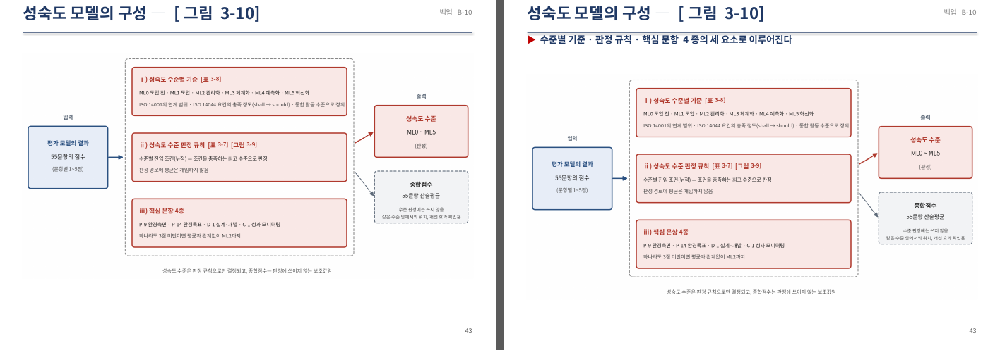 성숙도 모델의 구성 — [ 그림 3-10]
백업 B-10
입력
평가 모델의 결과
55문항의 점수
(문항별 1~5점)
ⅰ) 성숙도 수준별 기준 [표 3-8]
ML0 도입 전 · ML1 도입 · ML2 관리화 · ML3 체계화 · ML4 예측화 · ML5 혁신화
ISO 14001의 연계 범위 · ISO 14044 요건의 충족 정도(shall → should) · 통합 활동 수준으로 정의
ⅱ) 성숙도 수준 판정 규칙 [표 3-7] [그림 3-9]
수준별 진입 조건(누적) — 조건을 충족하는 최고 수준으로 판정
판정 경로에 평균은 개입하지 않음
ⅲ) 핵심 문항 4종
P-9 환경측면 · P-14 환경목표 · D-1 설계·개발 · C-1 성과 모니터링
하나라도 3점 미만이면 평균과 관계없이 ML2까지
출력
성숙도 수준
ML0 ~ ML5
(판정)
종합점수
55문항 산술평균
수준 판정에는 쓰지 않음
같은 수준 안에서의 위치, 개선 효과 확인용
성숙도 수준은 판정 규칙으로만 결정되고, 종합점수는 판정에 쓰이지 않는 보조값임
43
성숙도 모델의 구성 — [ 그림 3-10]
백업 B-10
▶ 수준별 기준 · 판정 규칙 · 핵심 문항 4 종의 세 요소로 이루어진다
입력
평가 모델의 결과
55문항의 점수
(문항별 1~5점)
ⅰ) 성숙도 수준별 기준 [표 3-8]
ML0 도입 전 · ML1 도입 · ML2 관리화 · ML3 체계화 · ML4 예측화 · ML5 혁신화
ISO 14001의 연계 범위 · ISO 14044 요건의 충족 정도(shall → should) · 통합 활동 수준으로 정의
ⅱ) 성숙도 수준 판정 규칙 [표 3-7] [그림 3-9]
수준별 진입 조건(누적) — 조건을 충족하는 최고 수준으로 판정
판정 경로에 평균은 개입하지 않음
ⅲ) 핵심 문항 4종
P-9 환경측면 · P-14 환경목표 · D-1 설계·개발 · C-1 성과 모니터링
하나라도 3점 미만이면 평균과 관계없이 ML2까지
출력
성숙도 수준
ML0 ~ ML5
(판정)
종합점수
55문항 산술평균
수준 판정에는 쓰지 않음
같은 수준 안에서의 위치, 개선 효과 확인용
성숙도 수준은 판정 규칙으로만 결정되고, 종합점수는 판정에 쓰이지 않는 보조값임
43